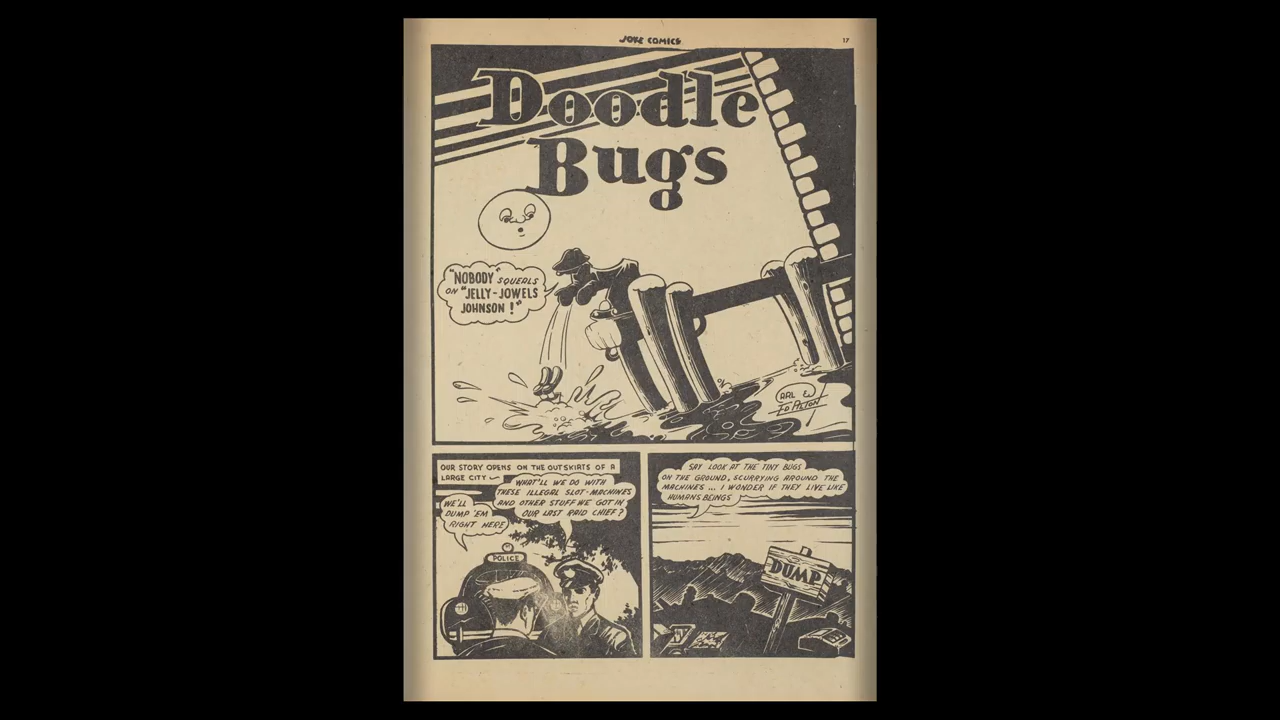 JOKE COMICS
17
Doodle
Bugs
"NOBODY" SQUEALS
ON "JELLY-JOWELS
JOHNSON!"
ARL &
ED ALTON
OUR STORY OPENS ON THE OUTSKIRTS OF A
LARGE CITY
WHAT'LL WE DO WITH
THESE ILLEGAL SLOT-MACHINES
AND OTHER STUFF WE GOT IN
OUR LAST RAID CHIEF?
WE'LL
DUMP 'EM
RIGHT HERE
POLICE
SAY LOOK AT THE TINY BUGS
ON THE GROUND, SCURRYING AROUND THE
MACHINES... I WONDER IF THEY LIVE LIKE
HUMANS BEINGS
DUMP